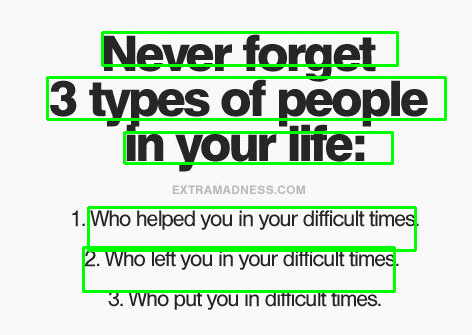 Never forget
3 types of people
in your life:
EXTRAMADNESS.COM
1. Who helped you in your difficult times.
2. Who left you in your difficult times.
3. Who put you in difficult times.